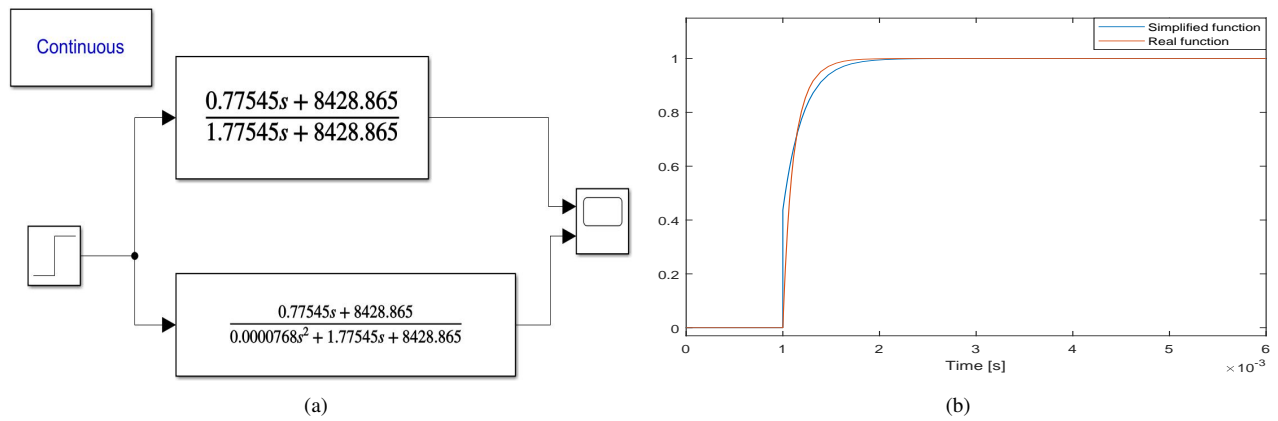 Continuous
0.77545s + 8428.865
1.77545s + 8428.865
0.77545s + 8428.865
0.0000768s² + 1.77545s + 8428.865
(a)
Simplified function
Real function
1
0.8
0.6
0.4
0.2
0
0 1 2 3 4 5 6
Time [s]
×10⁻³
(b)